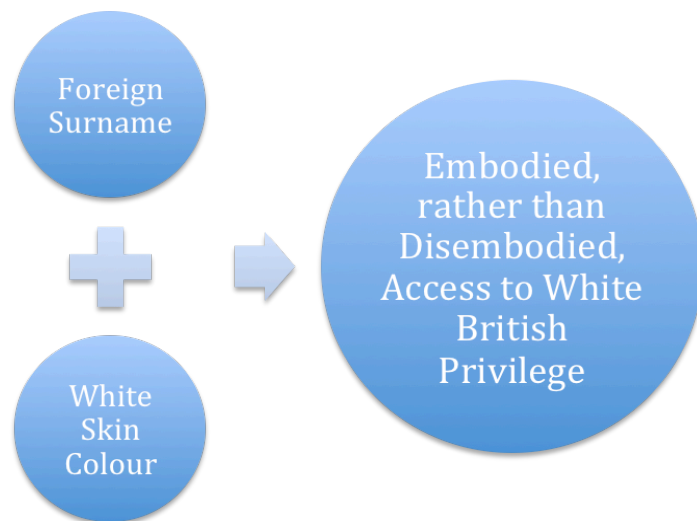 Foreign
Surname
White
Skin
Colour
Embodied,
rather than
Disembodied,
Access to White
British
Privilege